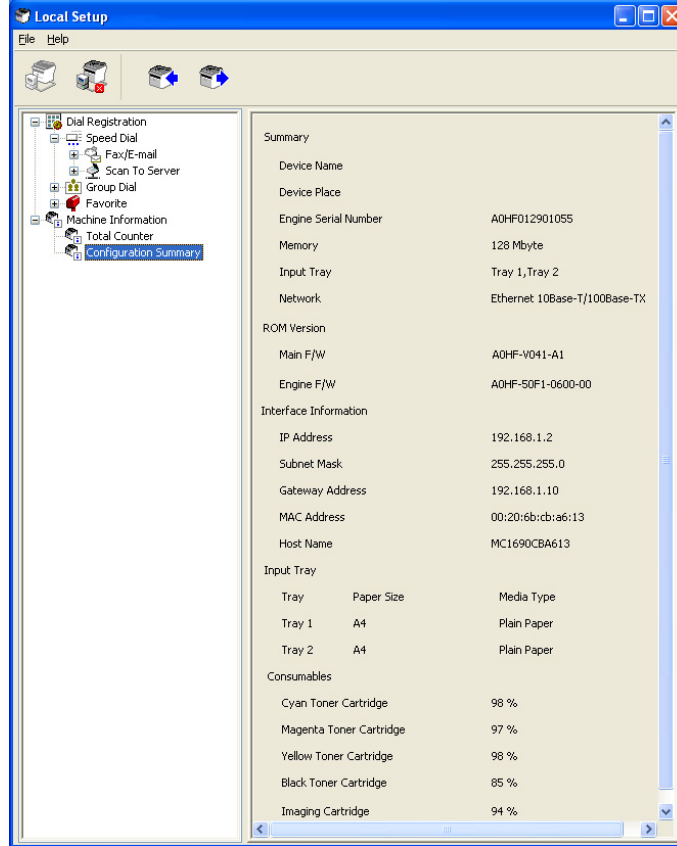 Local Setup
File Help
Dial Registration
Speed Dial
Fax/E-mail
Scan To Server
Group Dial
Favorite
Machine Information
Total Counter
Configuration Summary
Summary
Device Name
Device Place
Engine Serial Number A0HF012901055
Memory 128 Mbyte
Input Tray Tray 1,Tray 2
Network Ethernet 10Base-T/100Base-TX
ROM Version
Main F/W A0HF-V041-A1
Engine F/W A0HF-50F1-0600-00
Interface Information
IP Address 192.168.1.2
Subnet Mask 255.255.255.0
Gateway Address 192.168.1.10
MAC Address 00:20:6b:cb:a6:13
Host Name MC1690CBA613
Input Tray
Tray Paper Size Media Type
Tray 1 A4 Plain Paper
Tray 2 A4 Plain Paper
Consumables
Cyan Toner Cartridge 98 %
Magenta Toner Cartridge 97 %
Yellow Toner Cartridge 98 %
Black Toner Cartridge 85 %
Imaging Cartridge 94 %